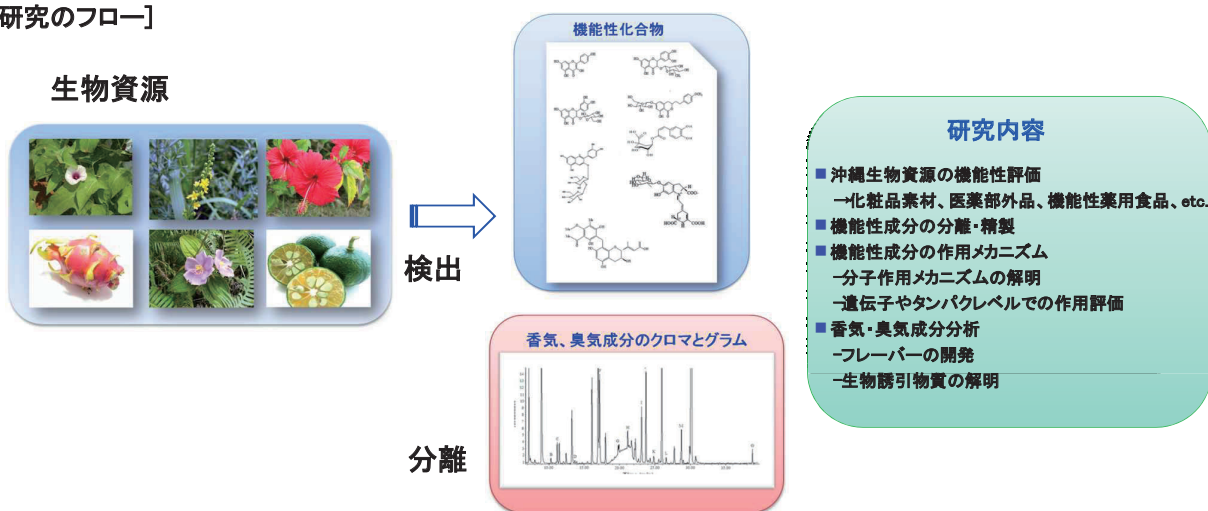 研究のフロー]
生物資源
検出
分離
機能性化合物
香気、臭気成分のクロマとグラム
研究内容
■沖縄生物資源の機能性評価
→化粧品素材、医薬部外品、機能性薬用食品、etc.
■機能性成分の分離・精製
■機能性成分の作用メカニズム
→分子作用メカニズムの解明
→遺伝子やタンパクレベルでの作用評価
■香気・臭気成分分析
→フレーバーの開発
→生物誘引物質の解明